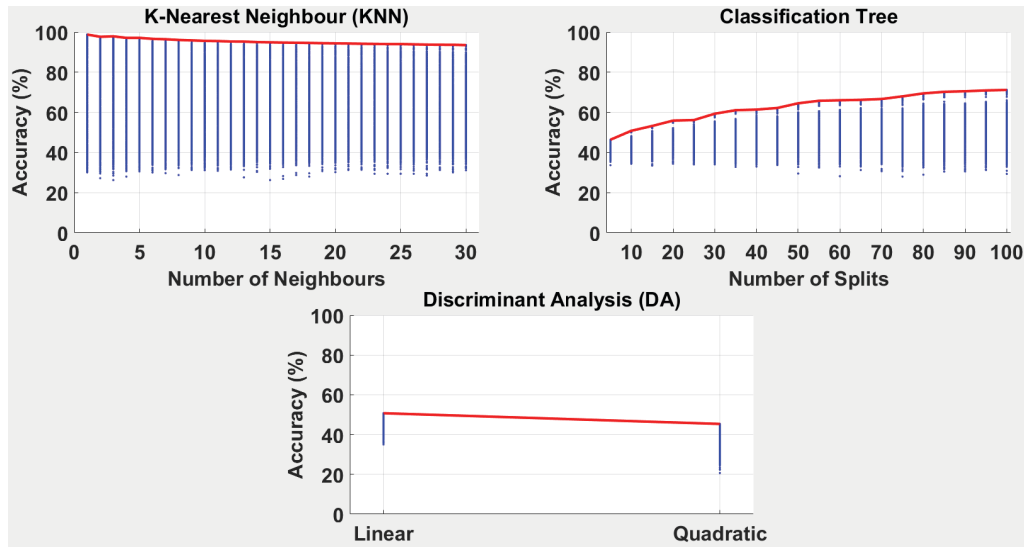 K-Nearest Neighbour (KNN)
Accuracy (%)
100
80
60
40
20
0
0 5 10 15 20 25 30
Number of Neighbours
Classification Tree
Accuracy (%)
100
80
60
40
20
0
10 20 30 40 50 60 70 80 90 100
Number of Splits
Discriminant Analysis (DA)
Accuracy (%)
100
80
60
40
20
0
Linear Quadratic